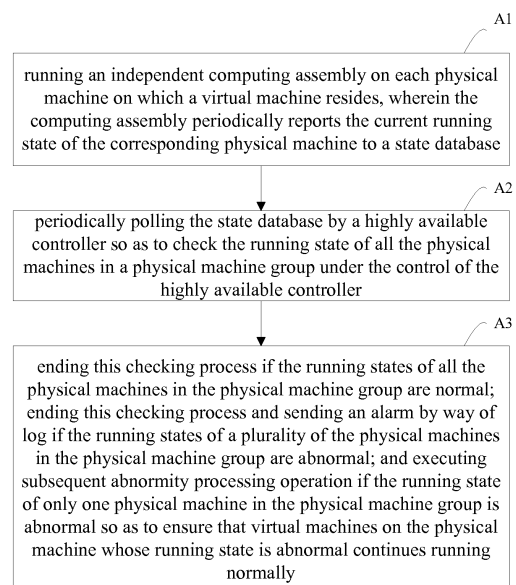 A1
running an independent computing assembly on each physical
machine on which a virtual machine resides, wherein the
computing assembly periodically reports the current running
state of the corresponding physical machine to a state database
A2
periodically polling the state database by a highly available
controller so as to check the running state of all the physical
machines in a physical machine group under the control of the
highly available controller
A3
ending this checking process if the running states of all the
physical machines in the physical machine group are normal;
ending this checking process and sending an alarm by way of
log if the running states of a plurality of the physical machines
in the physical machine group are abnormal; and executing
subsequent abnormity processing operation if the running state
of only one physical machine in the physical machine group is
abnormal so as to ensure that virtual machines on the physical
machine whose running state is abnormal continues running
normally